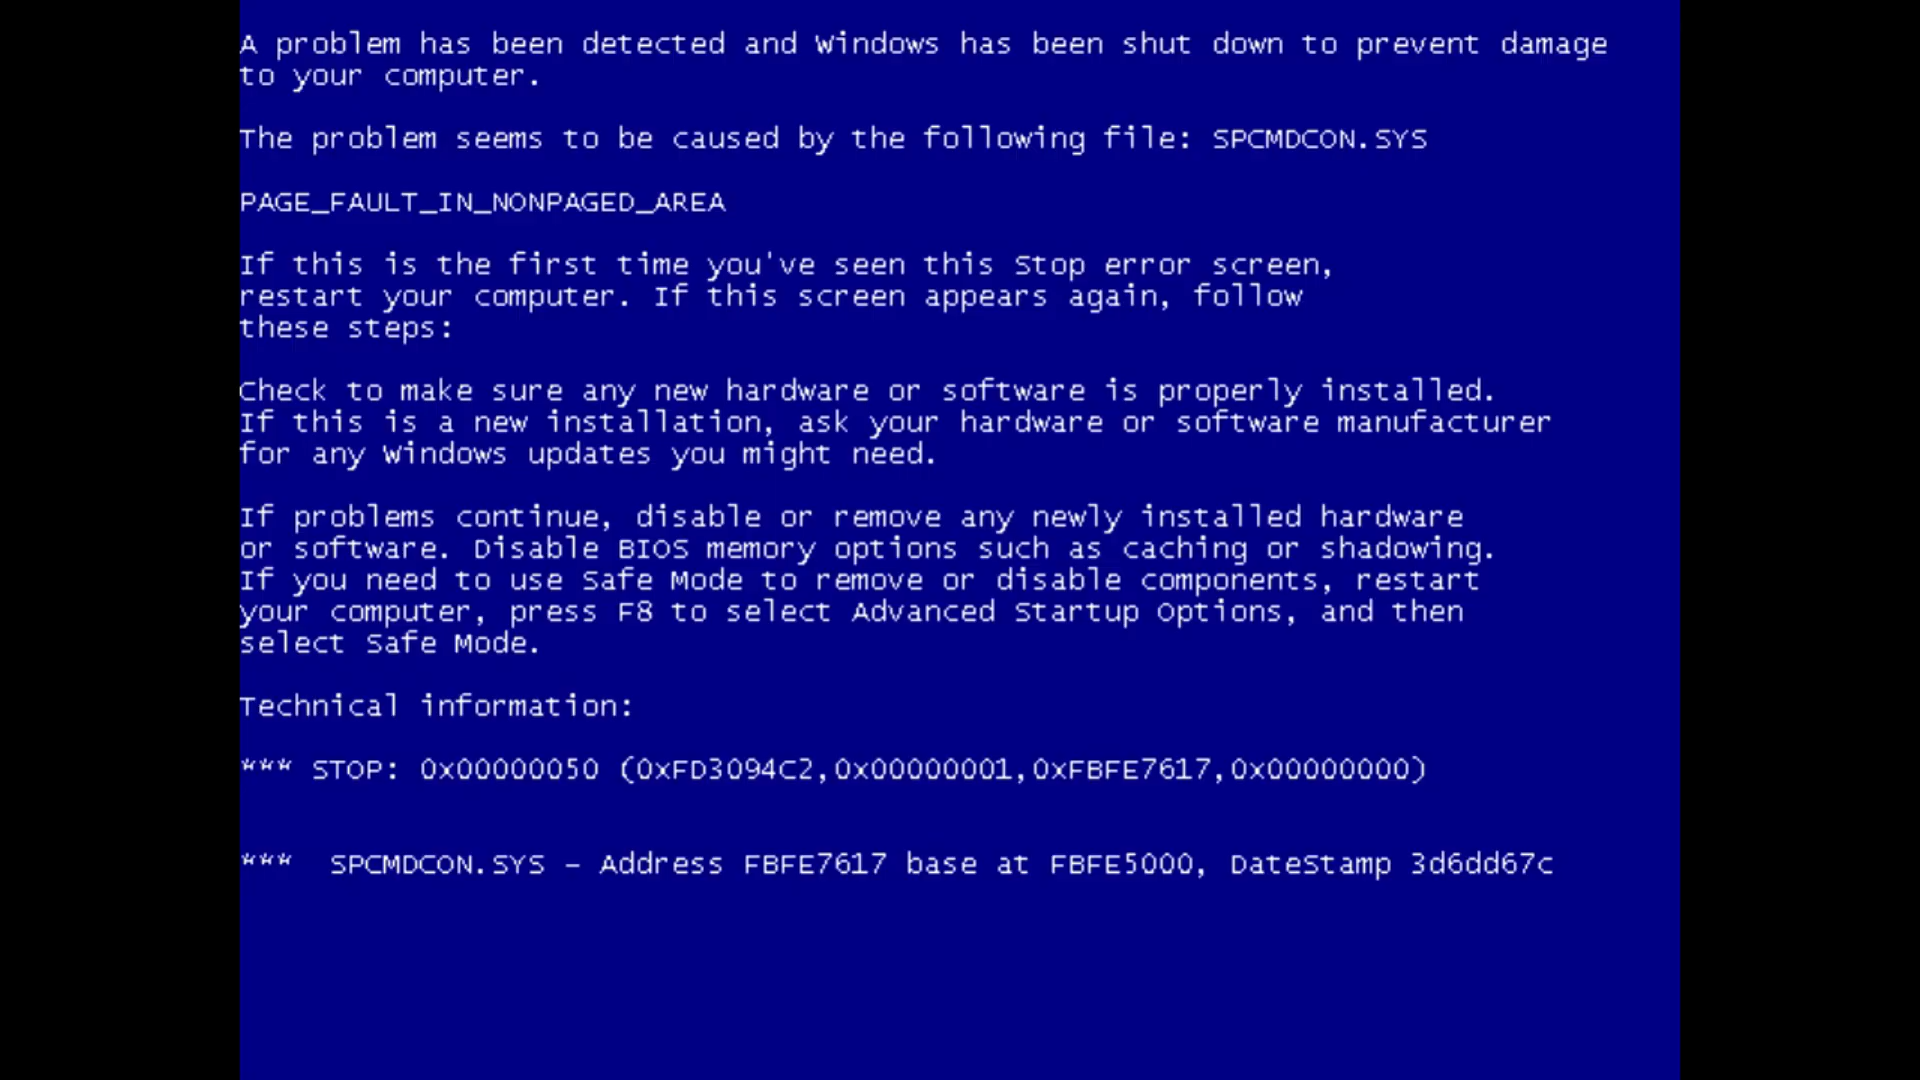 A problem has been detected and Windows has been shut down to prevent damage
to your computer.
The problem seems to be caused by the following file: SPCMDCON.SYS
PAGE_FAULT_IN_NONPAGED_AREA
If this is the first time you've seen this Stop error screen,
restart your computer. If this screen appears again, follow
these steps:
Check to make sure any new hardware or software is properly installed.
If this is a new installation, ask your hardware or software manufacturer
for any Windows updates you might need.
If problems continue, disable or remove any newly installed hardware
or software. Disable BIOS memory options such as caching or shadowing.
If you need to use Safe Mode to remove or disable components, restart
your computer, press F8 to select Advanced Startup Options, and then
select Safe Mode.
Technical information:
*** STOP: 0x00000050 (0xFD3094C2,0x00000001,0xFBFE7617,0x00000000)
***  SPCMDCON.SYS – Address FBFE7617 base at FBFE5000, DateStamp 3d6dd67c